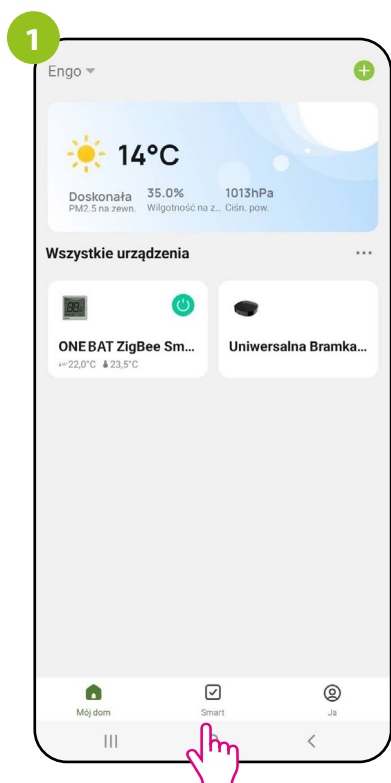 1
Engo
14°C
Doskonała 35.0% 1013hPa
PM2.5 na zewn. Wilgotność na z... Ciśn. pow.
Wszystkie urządzenia
ONE BAT ZigBee Sm... Uniwersalna Bramka...
22,0°C 23,5°C
Mój dom Smart Ja